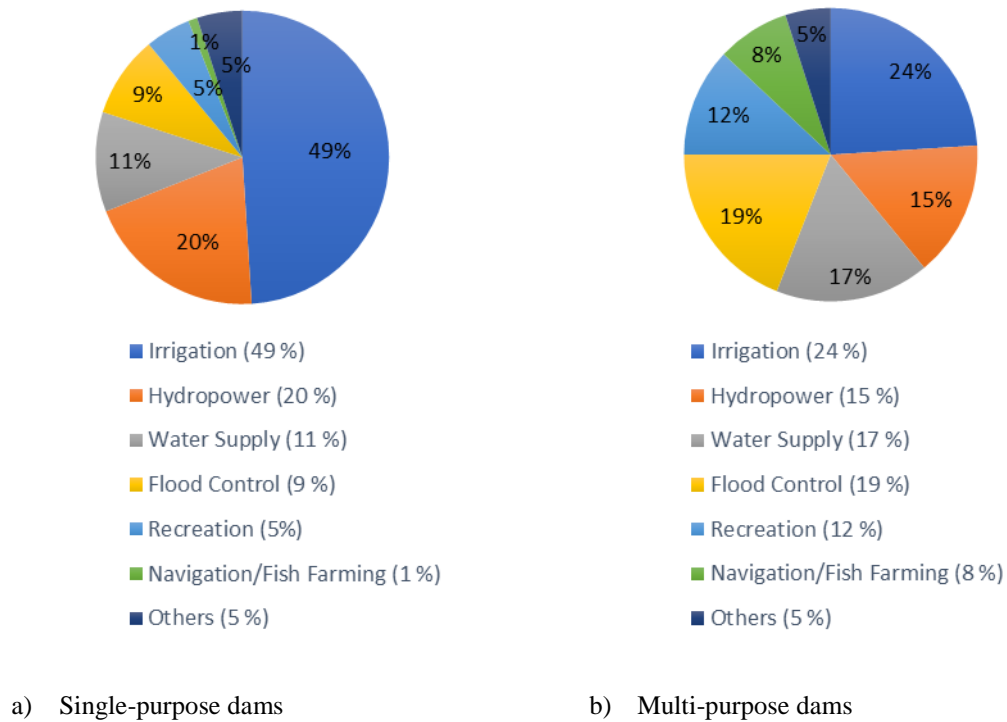 1%
5%
5%
9%
49%
11%
20%
Irrigation (49 %)
Hydropower (20 %)
Water Supply (11 %)
Flood Control (9 %)
Recreation (5%)
Navigation/Fish Farming (1 %)
Others (5 %)
a) Single-purpose dams
5%
8%
24%
12%
15%
19%
17%
Irrigation (24 %)
Hydropower (15 %)
Water Supply (17 %)
Flood Control (19 %)
Recreation (12 %)
Navigation/Fish Farming (8 %)
Others (5 %)
b) Multi-purpose dams